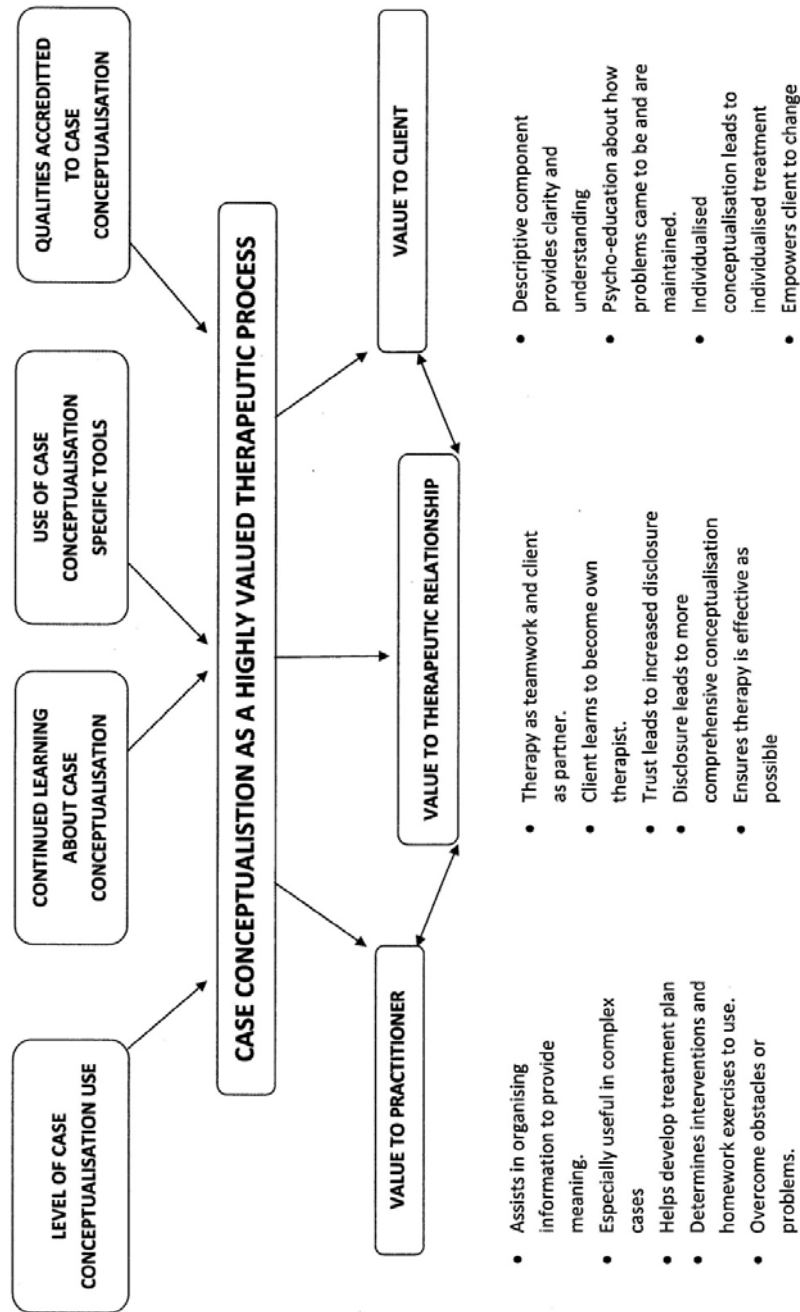 LEVEL OF CASE
CONCEPTUALISATION USE
CONTINUED LEARNING
ABOUT CASE
CONCEPTUALISATION
USE OF CASE
CONCEPTUALISATION
SPECIFIC TOOLS
QUALITIES ACCREDITTED
TO CASE
CONCEPTUALISATION
CASE CONCEPTUALISTION AS A HIGHLY VALUED THERAPEUTIC PROCESS
VALUE TO PRACTITIONER
VALUE TO THERAPEUTIC RELATIONSHIP
VALUE TO CLIENT
• Assists in organising
information to provide
meaning.
• Especially useful in complex
cases
• Helps develop treatment plan
• Determines interventions and
homework exercises to use.
• Overcome obstacles or
problems.
• Therapy as teamwork and client
as partner.
• Client learns to become own
therapist.
• Trust leads to increased disclosure
• Disclosure leads to more
comprehensive conceptualisation
• Ensures therapy is effective as
possible
• Descriptive component
provides clarity and
understanding
• Psycho-education about how
problems came to be and are
maintained.
• Individualised
conceptualisation leads to
individualised treatment
• Empowers client to change